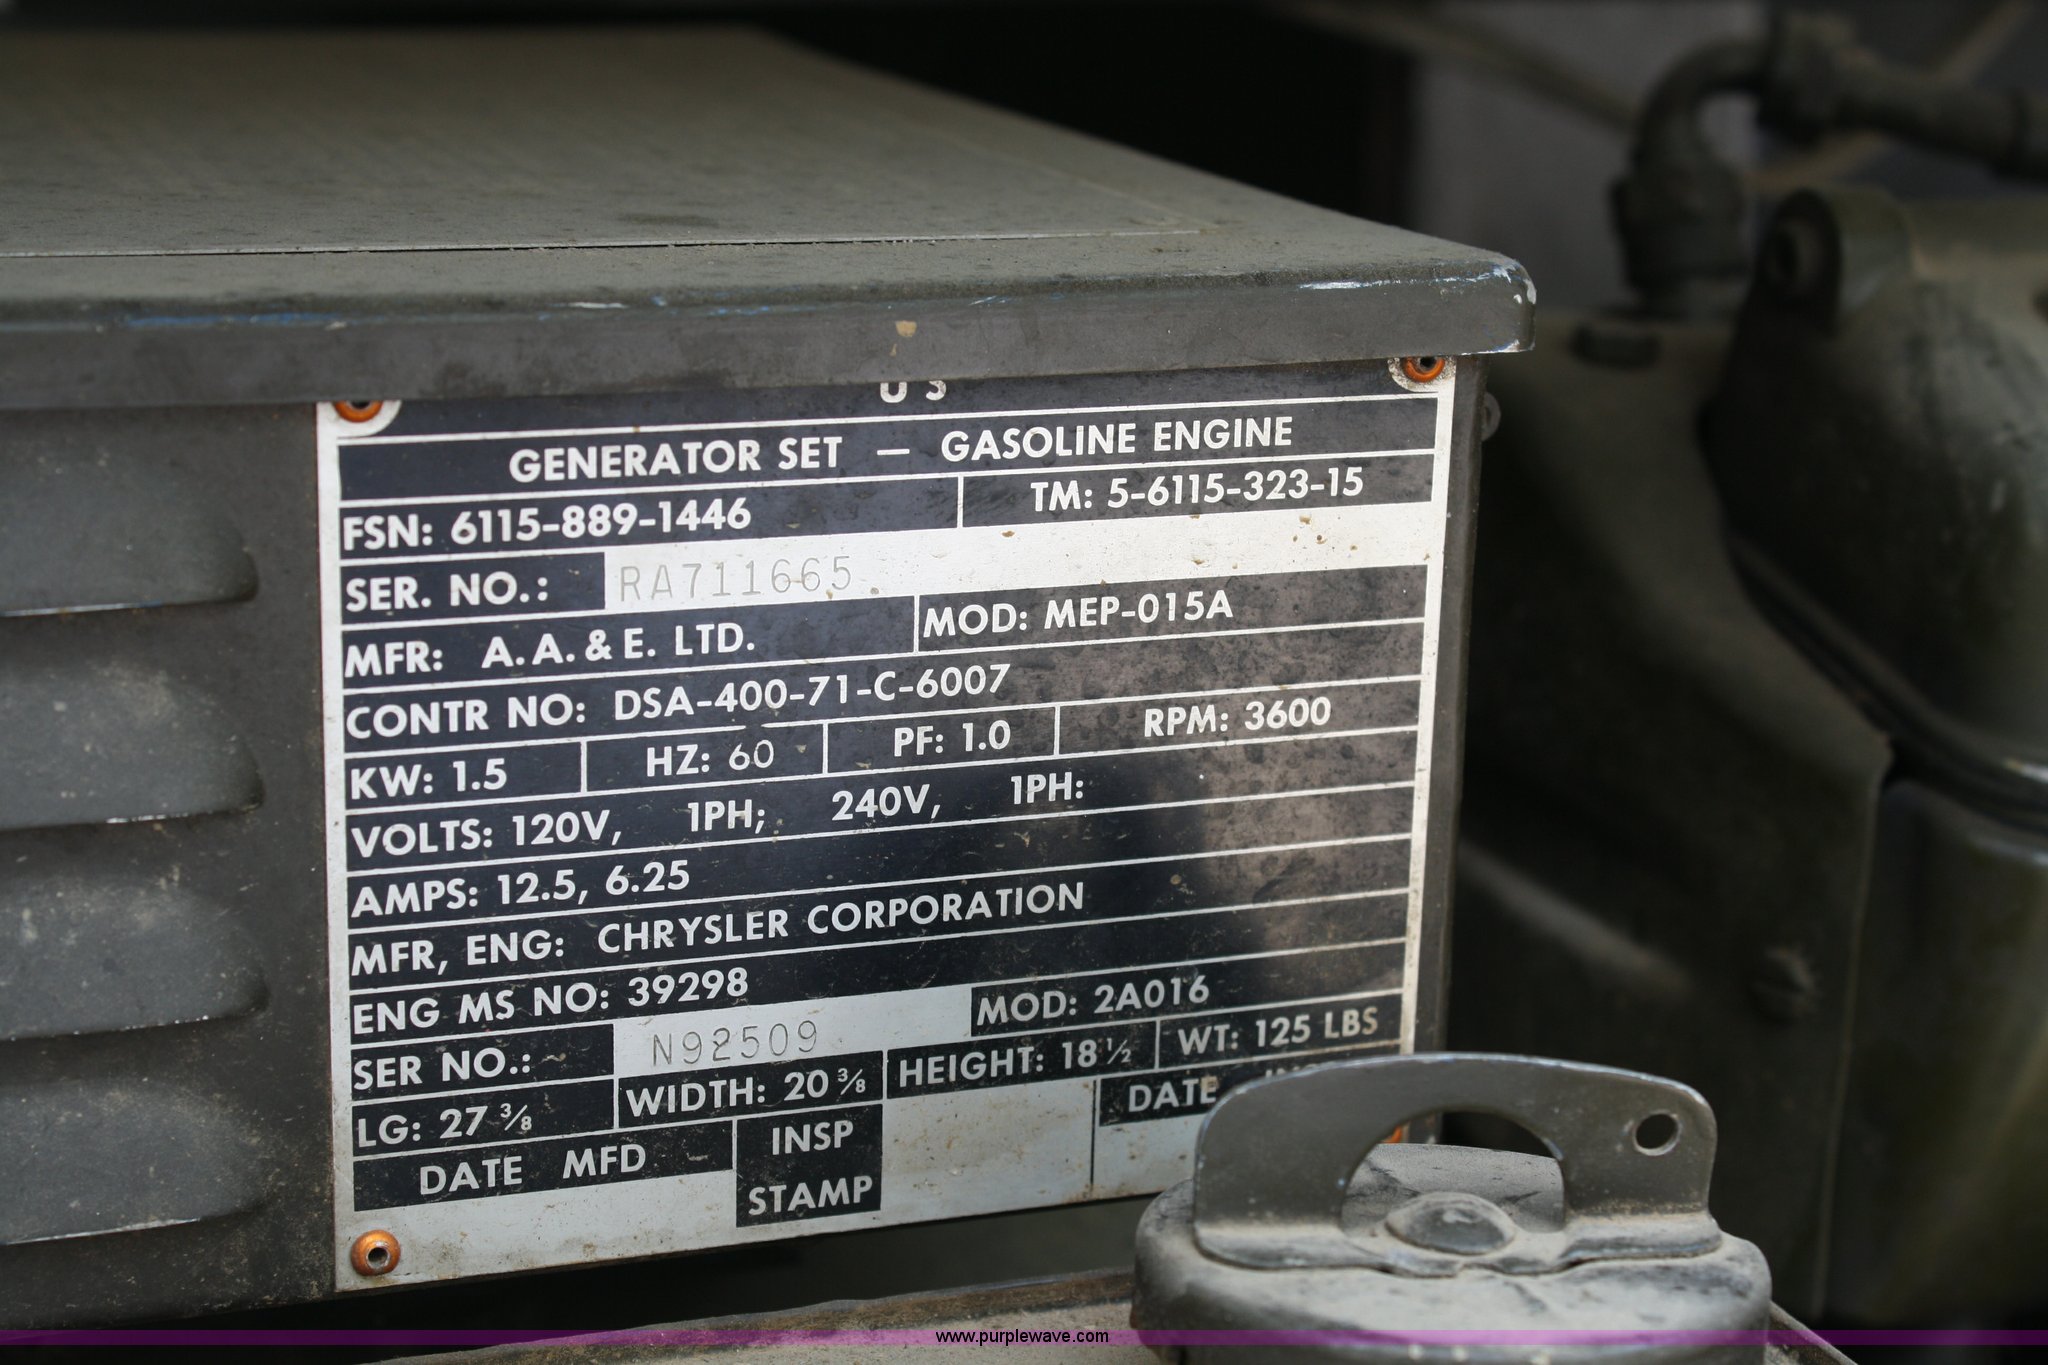 U S
GENERATOR SET — GASOLINE ENGINE
FSN: 6115-889-1446 TM: 5-6115-323-15
SER. NO.: RA711665
MFR: A.A.& E. LTD. MOD: MEP-015A
CONTR NO: DSA-400-71-C-6007
KW: 1.5 HZ: 60 PF: 1.0 RPM: 3600
VOLTS: 120V, 1PH; 240V, 1PH:
AMPS: 12.5, 6.25
MFR, ENG: CHRYSLER CORPORATION
ENG MS NO: 39298
SER NO.: N92509 MOD: 2A016
LG: 27 3/8 WIDTH: 20 3/8 HEIGHT: 18 1/2 WT: 125 LBS
DATE MFD INSP STAMP DATE
www.purplewave.com